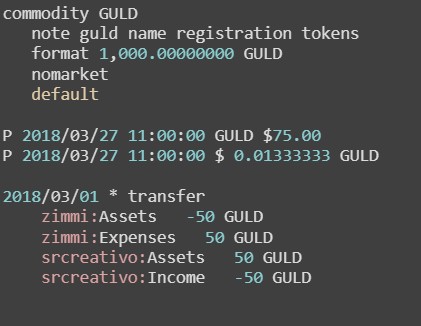 commodity GULD
   note guld name registration tokens
   format 1,000.00000000 GULD
   nomarket
   default

P 2018/03/27 11:00:00 GULD $75.00
P 2018/03/27 11:00:00 $ 0.01333333 GULD

2018/03/01 * transfer
    zimmi:Assets   -50 GULD
    zimmi:Expenses   50 GULD
    srcreativo:Assets   50 GULD
    srcreativo:Income   -50 GULD